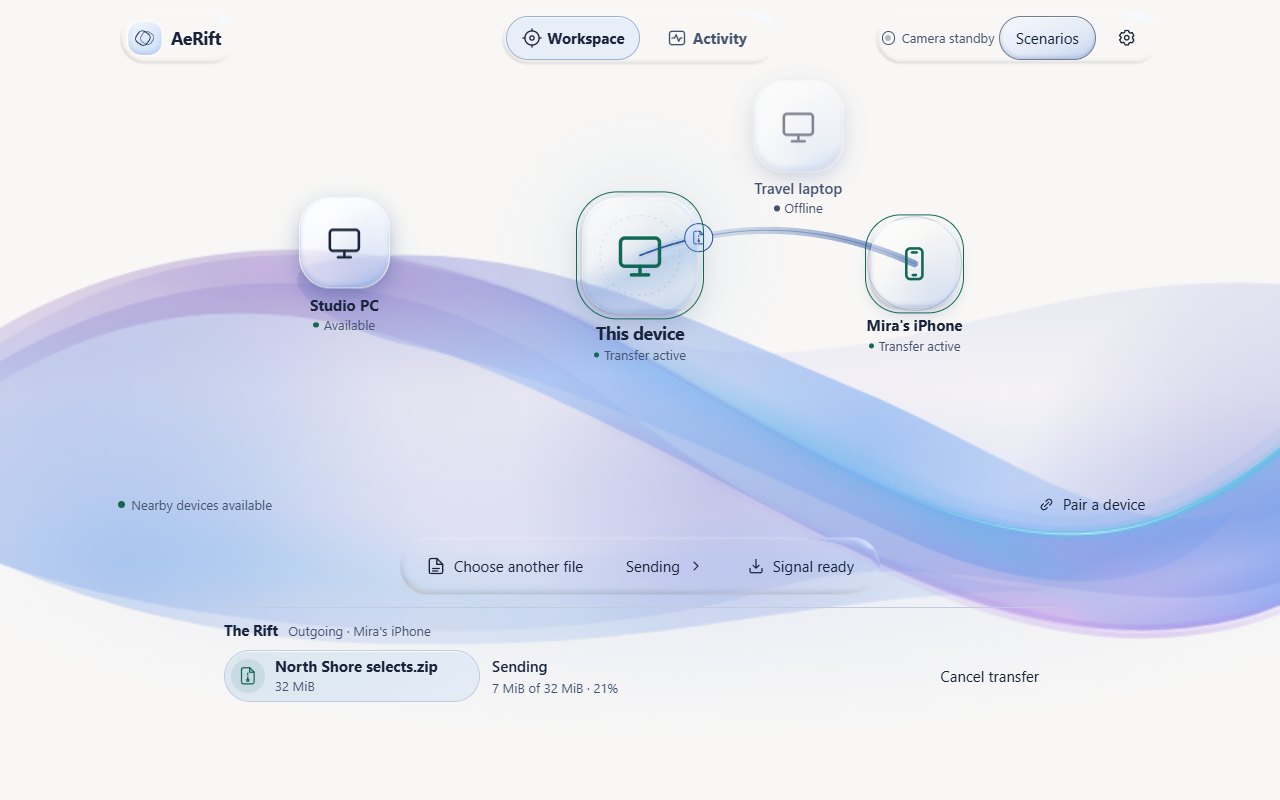 AeRift
Workspace
Activity
Camera standby
Scenarios
Travel laptop
Offline
Studio PC
Available
This device
Transfer active
Mira's iPhone
Transfer active
Nearby devices available
Pair a device
Choose another file
Sending
Signal ready
The Rift Outgoing · Mira's iPhone
North Shore selects.zip
32 MiB
Sending
7 MiB of 32 MiB · 21%
Cancel transfer